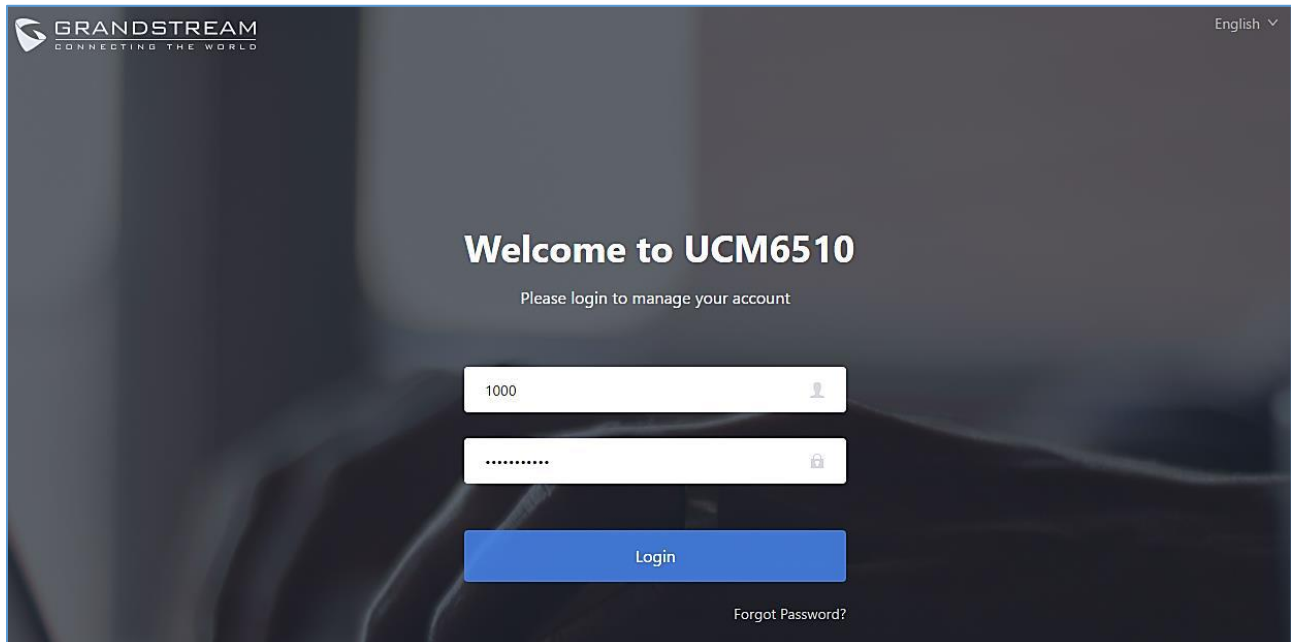 GRANDSTREAM
CONNECTING THE WORLD
English
Welcome to UCM6510
Please login to manage your account
1000
•••••••••••
Login
Forgot Password?